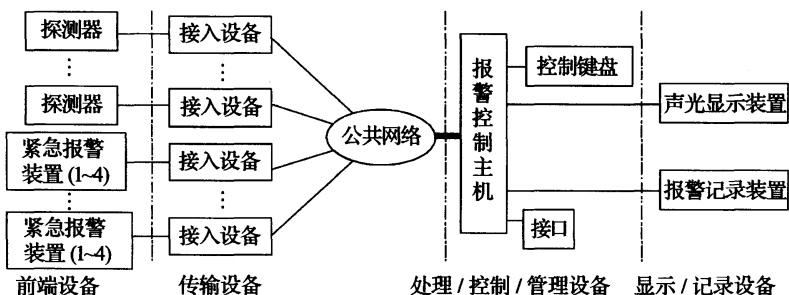 探测器
接入设备
探测器
接入设备
紧急报警
装置(1~4)
接入设备
紧急报警
装置(1~4)
接入设备
公共网络
报警控制主机
控制键盘
接口
声光显示装置
报警记录装置
前端设备
传输设备
处理/控制/管理设备
显示/记录设备